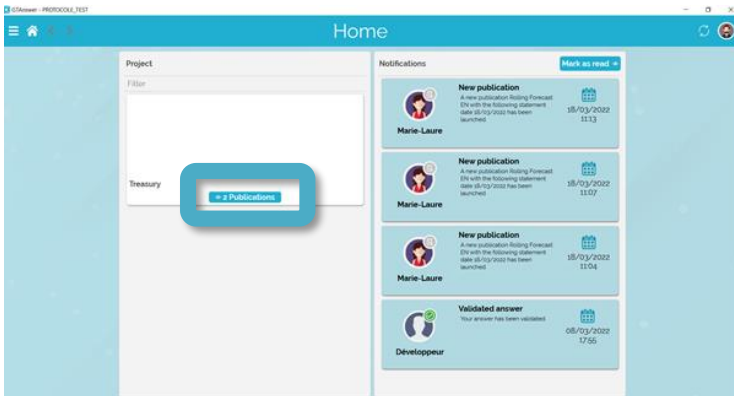 GTAnswer - PROTOCOLE_TEST
Home
Project
Filter
Treasury
2 Publications
Notifications
Mark as read
New publication
A new publication Rolling Forecast
EN with the following statement
date 18/03/2022 has been
launched
18/03/2022
11:13
Marie-Laure
New publication
A new publication Rolling Forecast
EN with the following statement
date 18/03/2022 has been
launched
18/03/2022
11:07
Marie-Laure
New publication
A new publication Rolling Forecast
EN with the following statement
date 18/03/2022 has been
launched
18/03/2022
11:04
Marie-Laure
Validated answer
Your answer has been validated
08/03/2022
17:55
Développeur